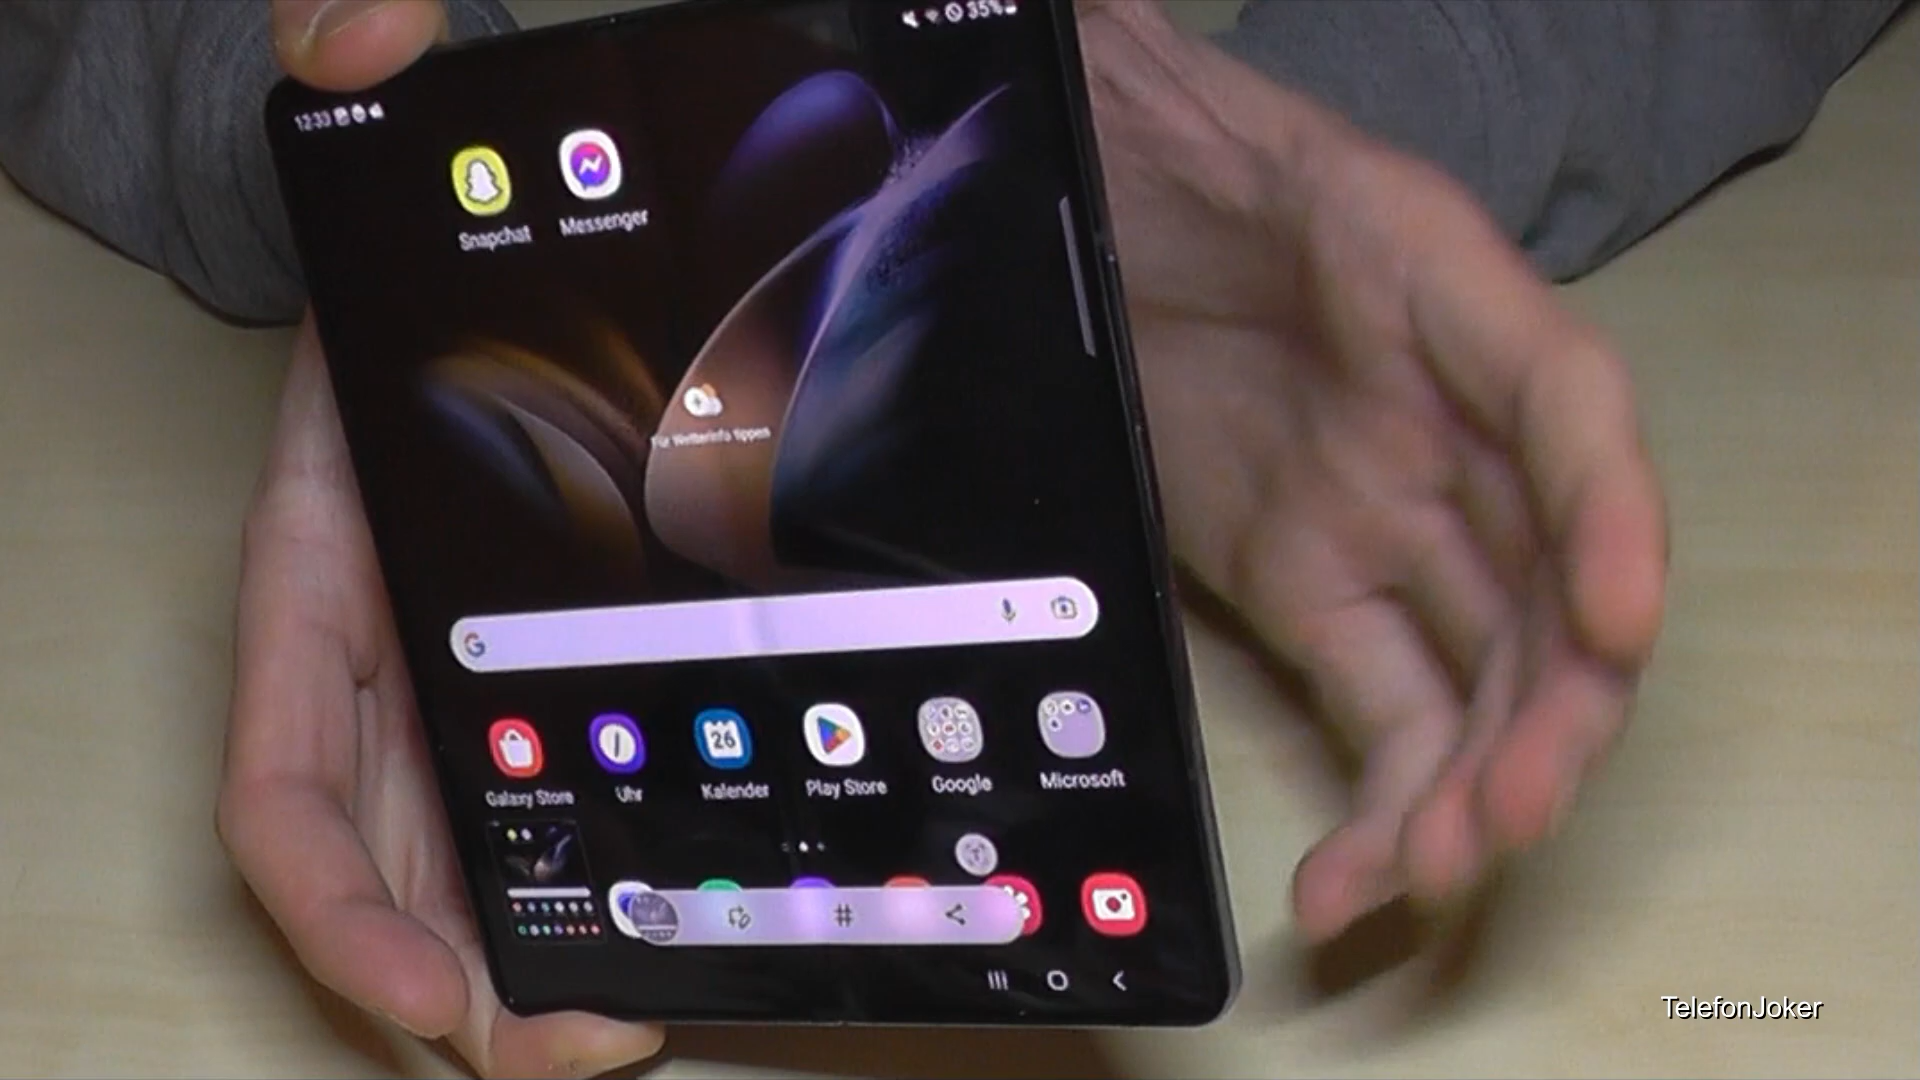 12:33
35%
Snapchat
Messenger
Für Wetterinfo tippen
G
Galaxy Store
Uhr
26
Kalender
Play Store
Google
Microsoft
TelefonJoker